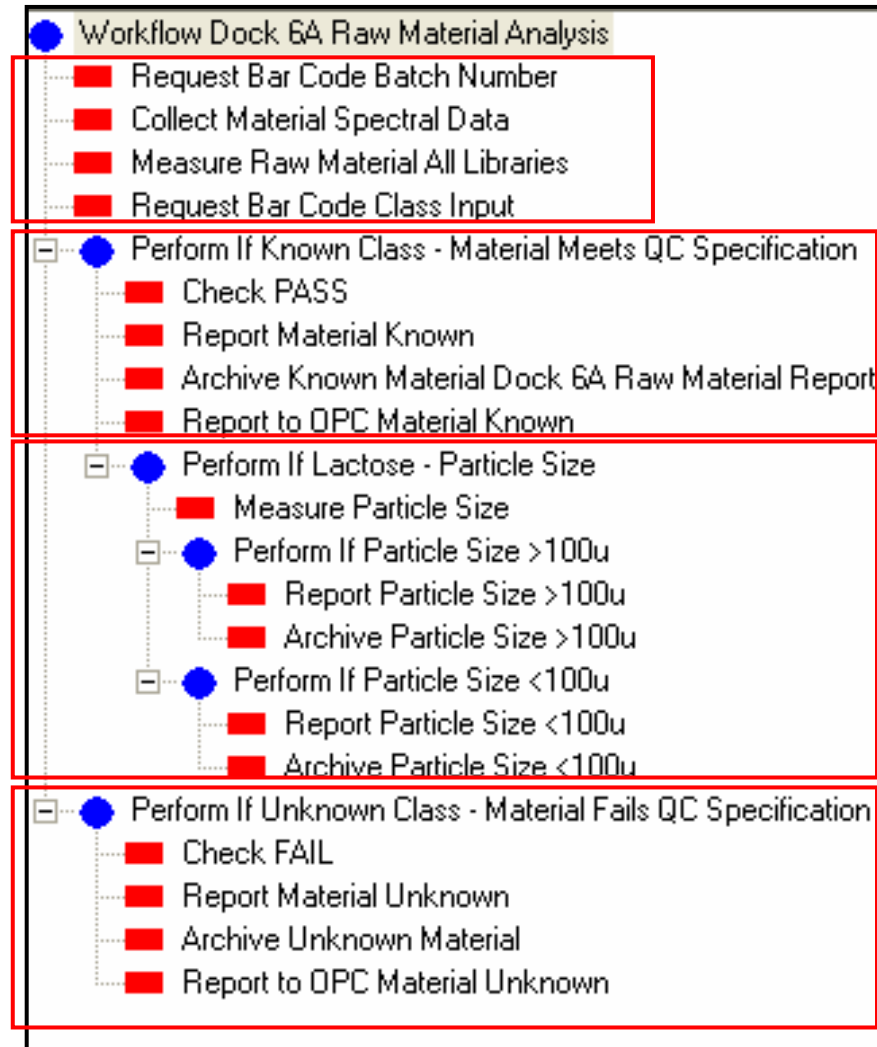 Workflow Dock 6A Raw Material Analysis
Request Bar Code Batch Number
Collect Material Spectral Data
Measure Raw Material All Libraries
Request Bar Code Class Input
Perform If Known Class - Material Meets QC Specification
Check PASS
Report Material Known
Archive Known Material Dock 6A Raw Material Report
Report to OPC Material Known
Perform If Lactose - Particle Size
Measure Particle Size
Perform If Particle Size >100u
Report Particle Size >100u
Archive Particle Size >100u
Perform If Particle Size <100u
Report Particle Size <100u
Archive Particle Size <100u
Perform If Unknown Class - Material Fails QC Specification
Check FAIL
Report Material Unknown
Archive Unknown Material
Report to OPC Material Unknown